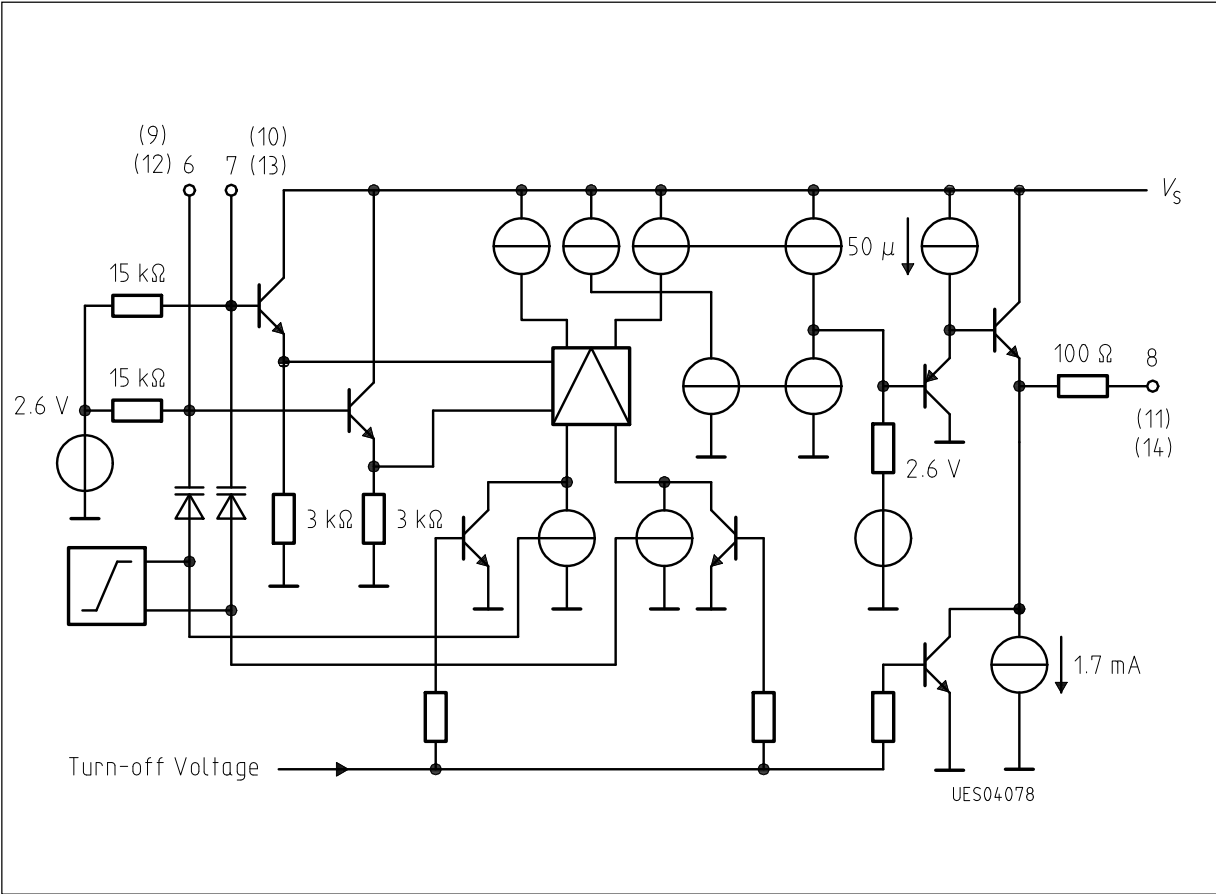 (9) (10)
(12) 6 7 (13)
V_S
15 kΩ
50 μ
15 kΩ
100 Ω 8
2.6 V
(11)
(14)
2.6 V
3 kΩ 3 kΩ
1.7 mA
Turn-off Voltage
UES04078